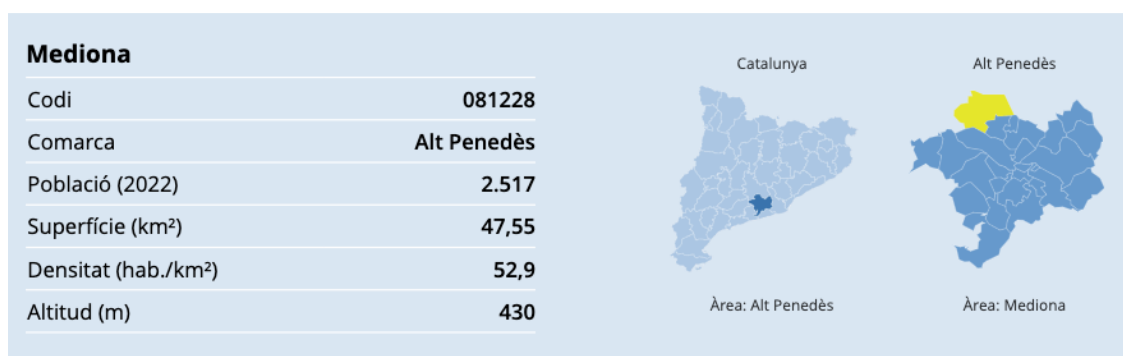 Mediona
Codi 081228
Comarca Alt Penedès
Població (2022) 2.517
Superfície (km²) 47,55
Densitat (hab./km²) 52,9
Altitud (m) 430
Catalunya
Àrea: Alt Penedès
Alt Penedès
Àrea: Mediona